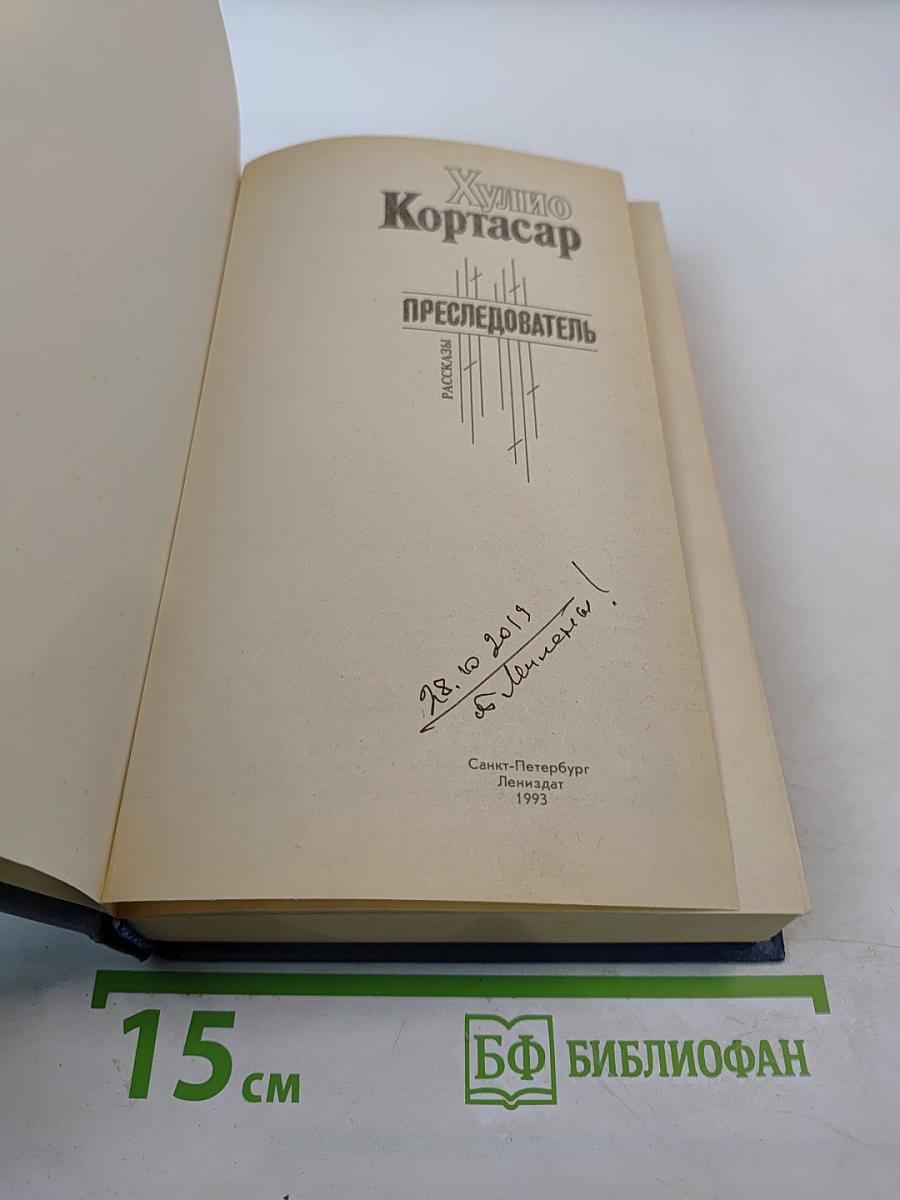 Хулио
Кортасар
ПРЕСЛЕДОВАТЕЛЬ
РАССКАЗЫ
28.10 2019
Санкт-Петербург
Лениздат
1993
15 см
БФ БИБЛИОФАН